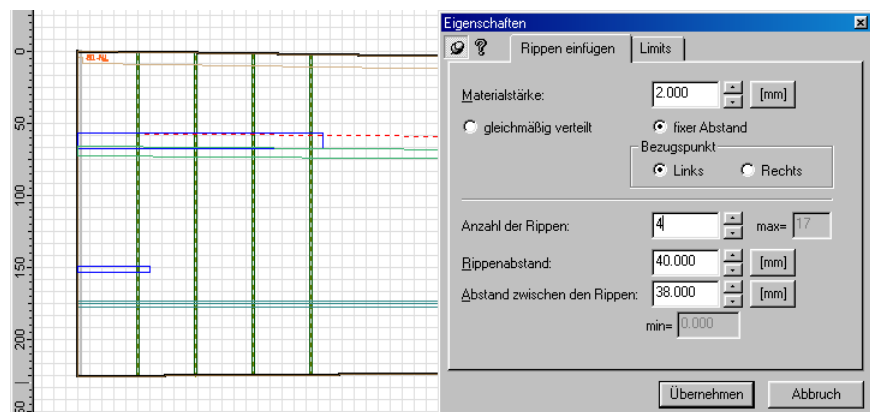 Eigenschaften
Rippen einfügen
Limits
Materialstärke:
2.000
[mm]
gleichmäßig verteilt
fixer Abstand
Bezugspunkt
Links
Rechts
Anzahl der Rippen:
4
max= 17
Rippenabstand:
40.000
[mm]
Abstand zwischen den Rippen:
38.000
[mm]
min= 0.000
Übernehmen
Abbruch
0
50
100
150
200
50